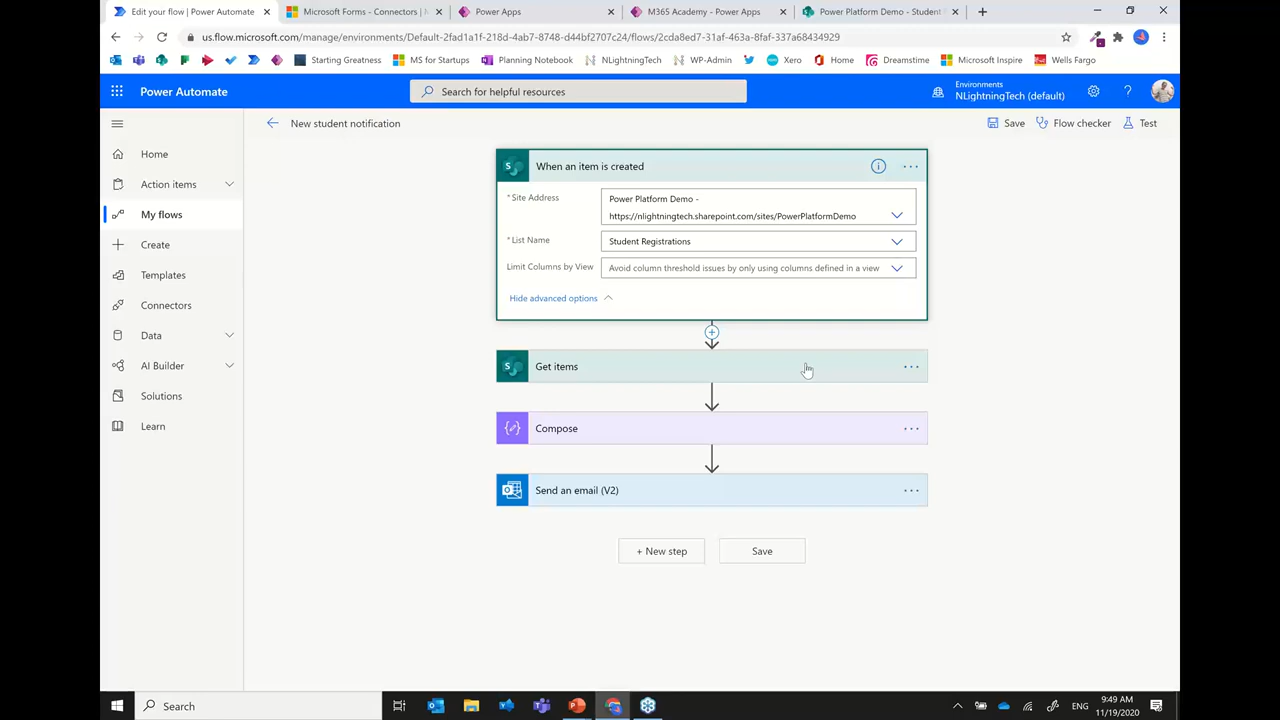 Edit your flow | Power Automate
Microsoft Forms - Connectors |
Power Apps
M365 Academy - Power Apps
Power Platform Demo - Student
us.flow.microsoft.com/manage/environments/Default-2fad1a1f-218d-4ab7-8748-d44bf2707c24/flows/2cda8ed7-31af-463a-8faf-337a68434929
Starting Greatness
MS for Startups
Planning Notebook
NLightningTech
WP-Admin
Xero
Home
Dreamstime
Microsoft Inspire
Wells Fargo
Power Automate
Search for helpful resources
Environments
NLightningTech (default)
New student notification
Save
Flow checker
Test
Home
Action items
My flows
Create
Templates
Connectors
Data
AI Builder
Solutions
Learn
When an item is created
* Site Address
Power Platform Demo -
https://nlightningtech.sharepoint.com/sites/PowerPlatformDemo
* List Name
Student Registrations
Limit Columns by View
Avoid column threshold issues by only using columns defined in a view
Hide advanced options
Get items
Compose
Send an email (V2)
+ New step
Save
Search
ENG
9:49 AM
11/19/2020